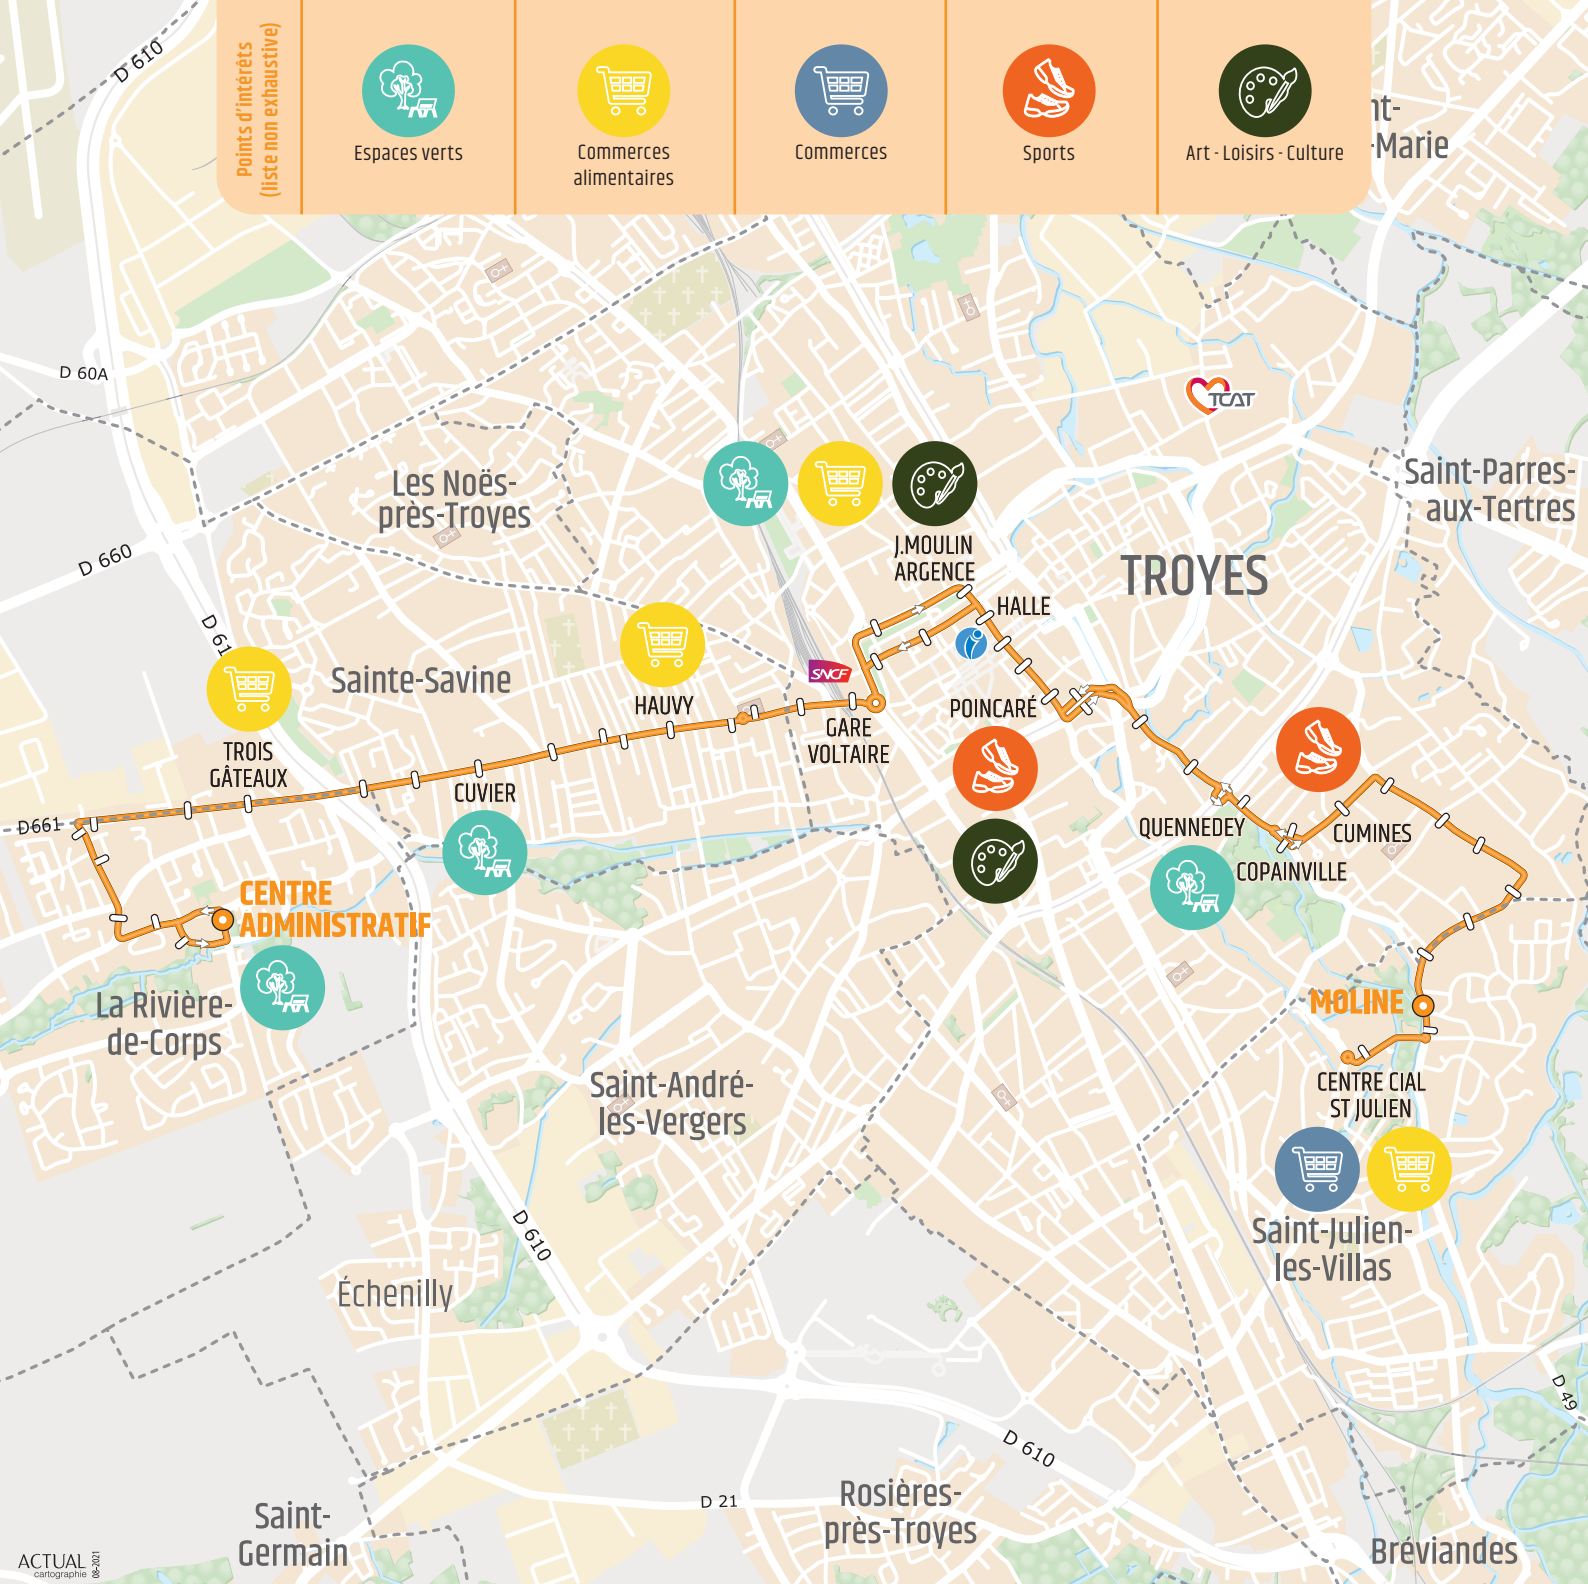 Points d'intérêts
(liste non exhaustive)
Espaces verts
Commerces
alimentaires
Commerces
Sports
Art - Loisirs - Culture
D 610
nt-
-Marie
D 60A
TCAT
Les Noës-
près-Troyes
Saint-Parres-
aux-Tertres
D 660
J.MOULIN
ARGENCE
TROYES
HALLE
D 61
Sainte-Savine
SNCF
HAUVY
POINCARÉ
GARE
VOLTAIRE
TROIS
GÂTEAUX
CUVIER
D661
QUENNEDEY
CUMINES
COPAINVILLE
CENTRE
ADMINISTRATIF
La Rivière-
de-Corps
MOLINE
Saint-André-
les-Vergers
CENTRE CIAL
ST JULIEN
D 610
Saint-Julien-
les-Villas
Échenilly
D 49
D 610
D 21
Rosières-
près-Troyes
Saint-
Germain
Bréviandes
ACTUAL
cartographie
08-2021